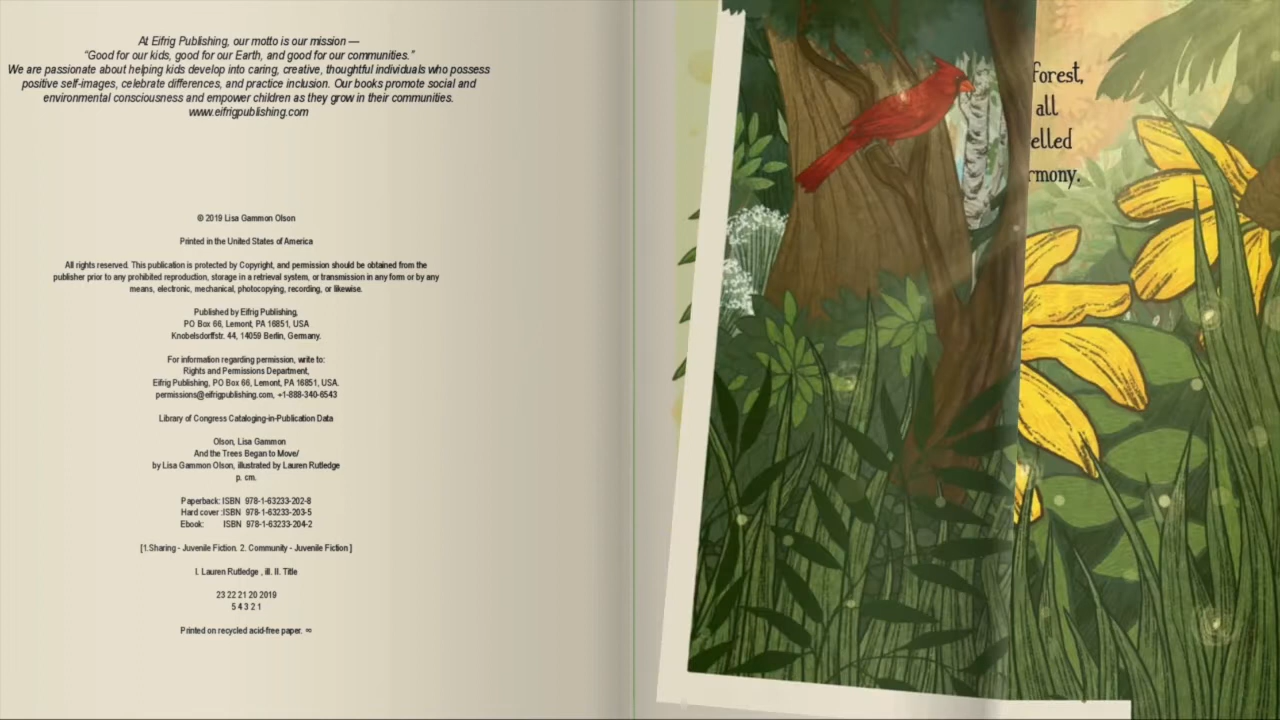 At Eifrig Publishing, our motto is our mission —
“Good for our kids, good for our Earth, and good for our communities.”
We are passionate about helping kids develop into caring, creative, thoughtful individuals who possess
positive self-images, celebrate differences, and practice inclusion. Our books promote social and
environmental consciousness and empower children as they grow in their communities.
www.eifrigpublishing.com
© 2019 Lisa Gammon Olson
Printed in the United States of America
All rights reserved. This publication is protected by Copyright, and permission should be obtained from the
publisher prior to any prohibited reproduction, storage in a retrieval system, or transmission in any form or by any
means, electronic, mechanical, photocopying, recording, or likewise.
Published by Eifrig Publishing,
PO Box 66, Lemont, PA 16851, USA
Knobelsdorffstr. 44, 14059 Berlin, Germany.
For information regarding permission, write to:
Rights and Permissions Department,
Eifrig Publishing, PO Box 66, Lemont, PA 16851, USA.
permissions@eifrigpublishing.com, +1-888-340-6543
Library of Congress Cataloging-in-Publication Data
Olson, Lisa Gammon
And the Trees Began to Move/
by Lisa Gammon Olson, illustrated by Lauren Rutledge
p. cm.
Paperback: ISBN 978-1-63233-202-8
Hard cover :ISBN 978-1-63233-203-5
Ebook: ISBN 978-1-63233-204-2
[1.Sharing - Juvenile Fiction. 2. Community - Juvenile Fiction ]
I. Lauren Rutledge , ill. II. Title
23 22 21 20 2019
5 4 3 2 1
Printed on recycled acid-free paper. ∞
forest,
all
elled
rmony.